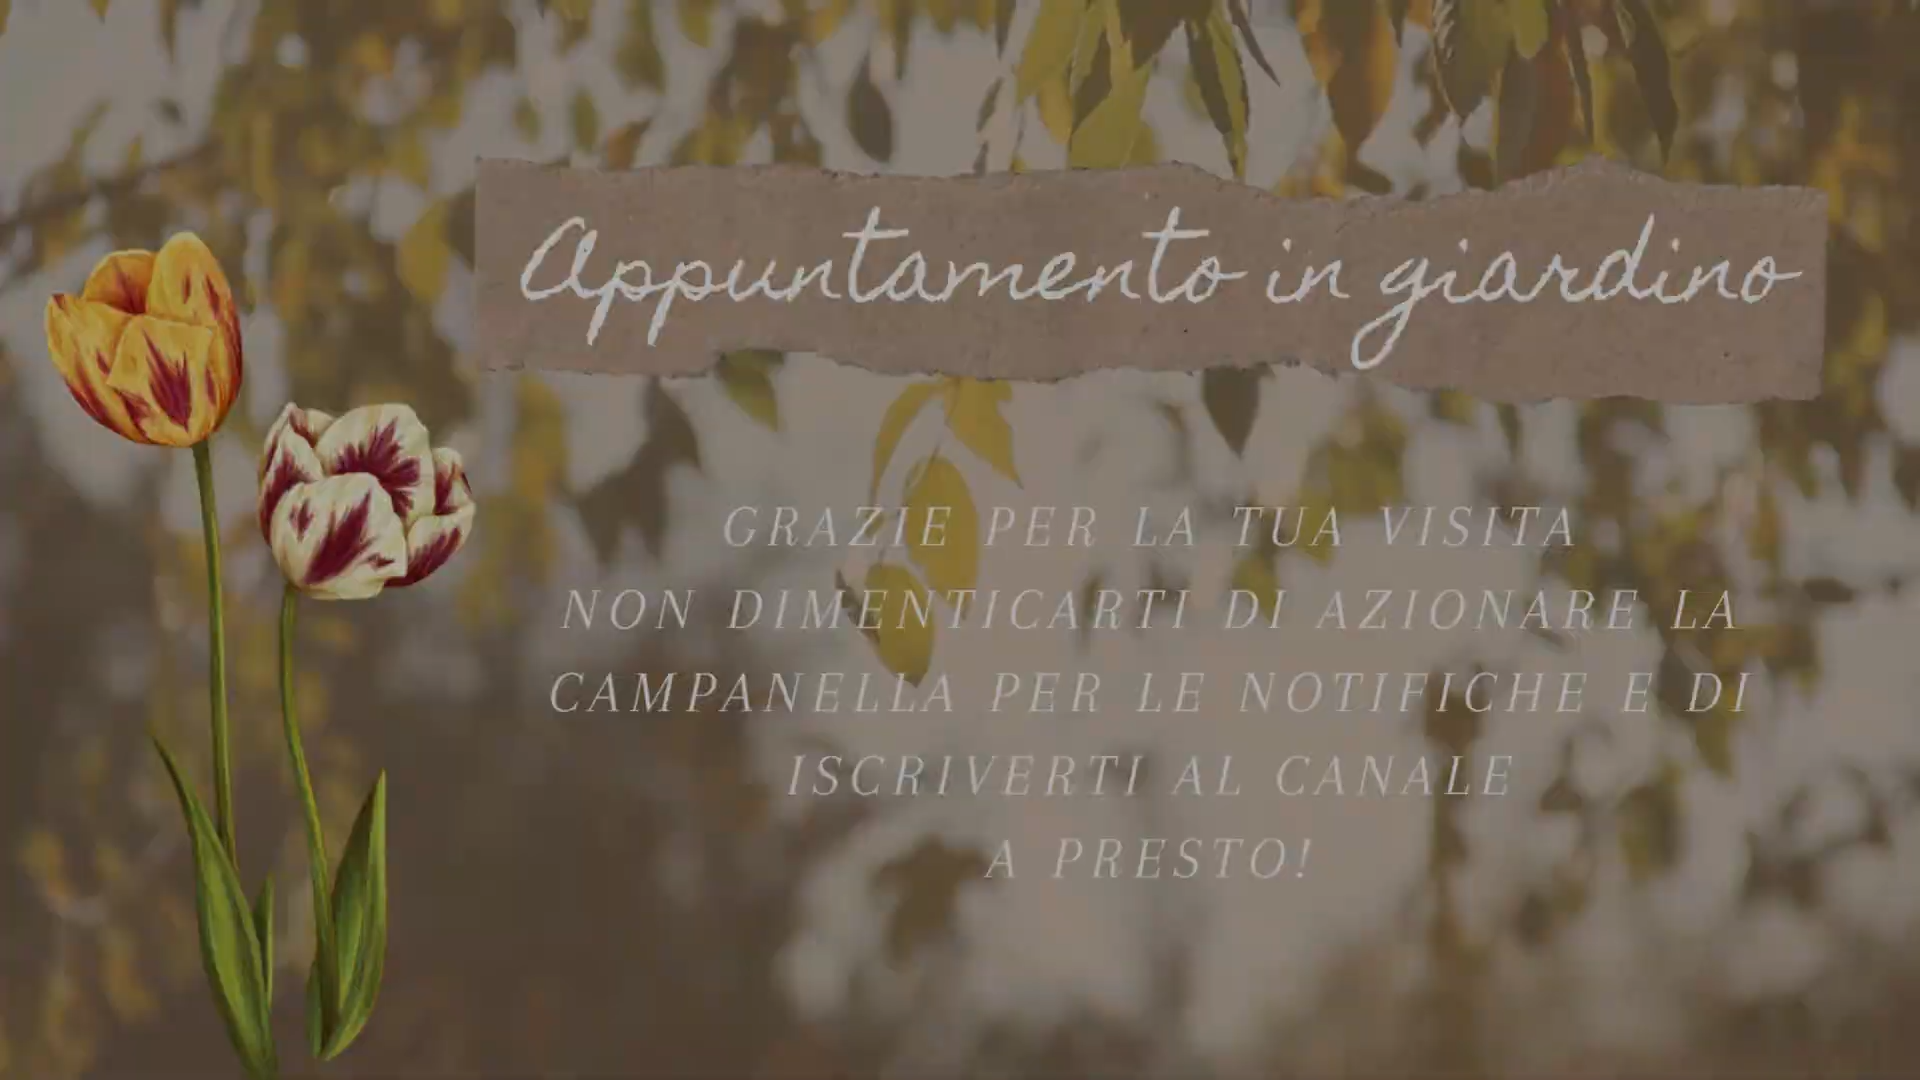 Appuntamento in giardino
GRAZIE PER LA TUA VISITA
NON DIMENTICARTI DI AZIONARE LA
CAMPANELLA PER LE NOTIFICHE E DI
ISCRIVERTI AL CANALE
A PRESTO!